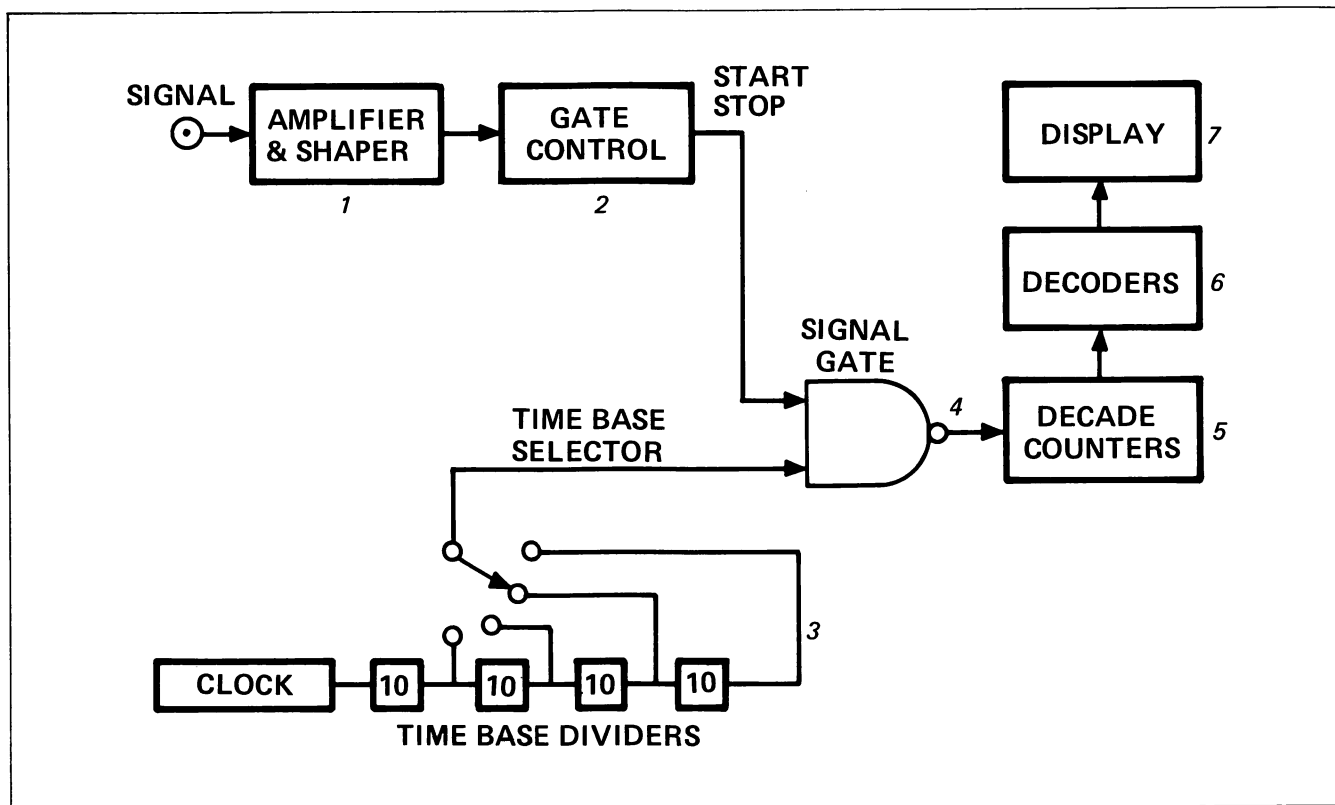 SIGNAL
AMPLIFIER
& SHAPER
1
GATE
CONTROL
2
START
STOP
DISPLAY
7
DECODERS
6
SIGNAL
GATE
4
DECADE
COUNTERS
5
TIME BASE
SELECTOR
3
CLOCK
10
10
10
10
TIME BASE DIVIDERS